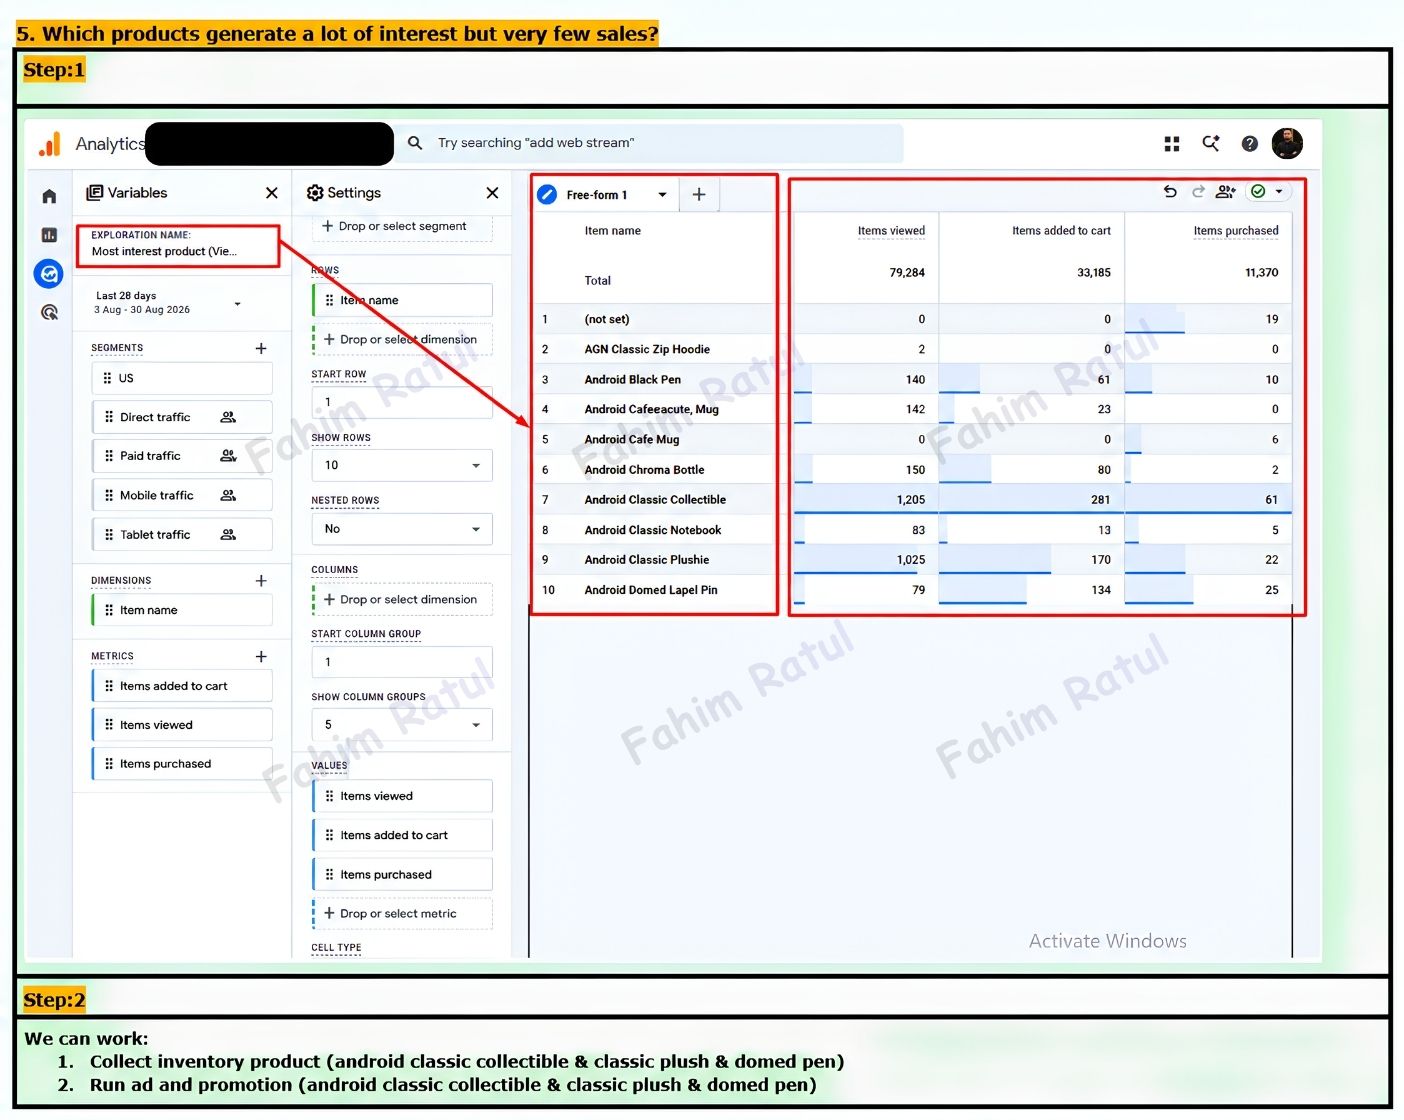 5. Which products generate a lot of interest but very few sales?
Step:1
Analytics
Try searching "add web stream"
Variables
Settings
Free-form 1
EXPLORATION NAME:
Most interest product (Vie...
Last 28 days
3 Aug - 30 Aug 2026
SEGMENTS
US
Direct traffic
Paid traffic
Mobile traffic
Tablet traffic
DIMENSIONS
Item name
METRICS
Items added to cart
Items viewed
Items purchased
Drop or select segment
ROWS
Item name
Drop or select dimension
START ROW
1
SHOW ROWS
10
NESTED ROWS
No
COLUMNS
Drop or select dimension
START COLUMN GROUP
1
SHOW COLUMN GROUPS
5
VALUES
Items viewed
Items added to cart
Items purchased
Drop or select metric
CELL TYPE
Item name Items viewed Items added to cart Items purchased
Total 79,284 33,185 11,370
1 (not set) 0 0 19
2 AGN Classic Zip Hoodie 2 0 0
3 Android Black Pen 140 61 10
4 Android Cafeeacute, Mug 142 23 0
5 Android Cafe Mug 0 0 6
6 Android Chroma Bottle 150 80 2
7 Android Classic Collectible 1,205 281 61
8 Android Classic Notebook 83 13 5
9 Android Classic Plushie 1,025 170 22
10 Android Domed Lapel Pin 79 134 25
Fahim Ratul
Fahim Ratul
Fahim Ratul
Fahim Ratul
Fahim Ratul
Fahim Ratul
Activate Windows
Step:2
We can work:
1. Collect inventory product (android classic collectible & classic plush & domed pen)
2. Run ad and promotion (android classic collectible & classic plush & domed pen)